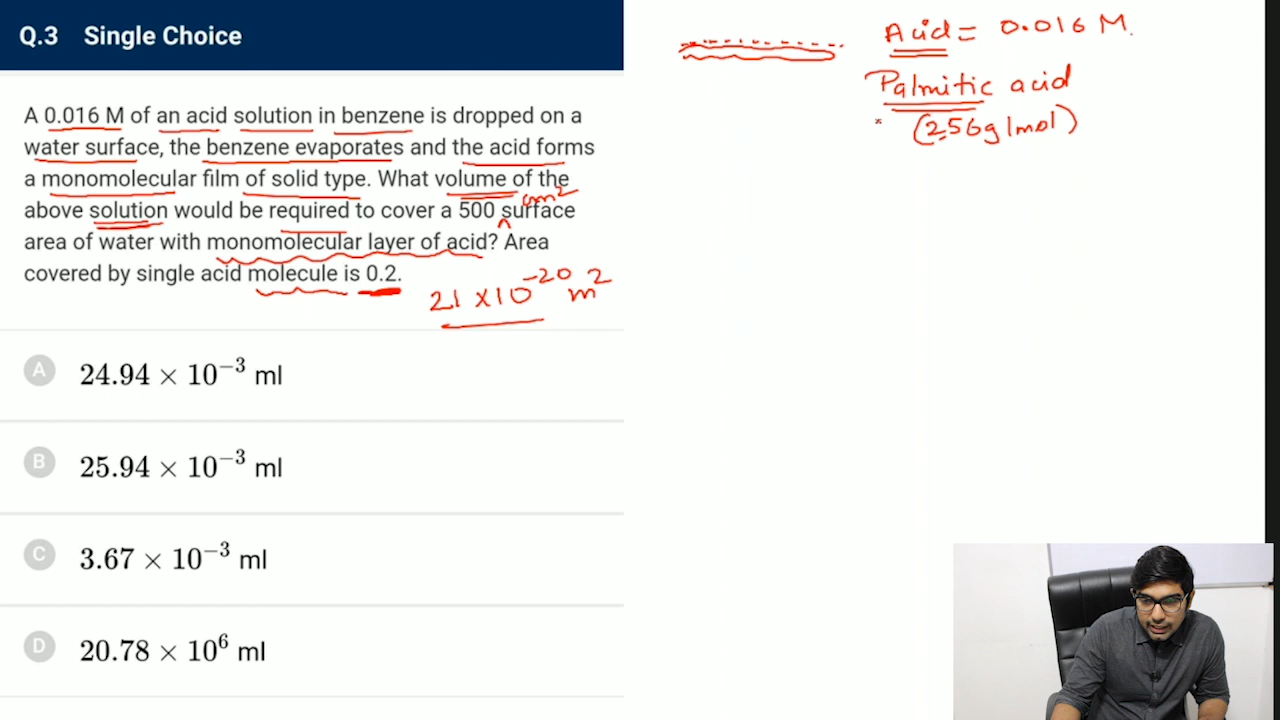 Q.3 Single Choice
A 0.016 M of an acid solution in benzene is dropped on a
water surface, the benzene evaporates and the acid forms
a monomolecular film of solid type. What volume of the
cm²
above solution would be required to cover a 500 surface
area of water with monomolecular layer of acid? Area
covered by single acid molecule is 0.2.
21 × 10⁻²⁰ m²
A 24.94 × 10⁻³ ml
B 25.94 × 10⁻³ ml
C 3.67 × 10⁻³ ml
D 20.78 × 10⁶ ml
Acid = 0.016 M.
Palmitic acid
(256g/mol)